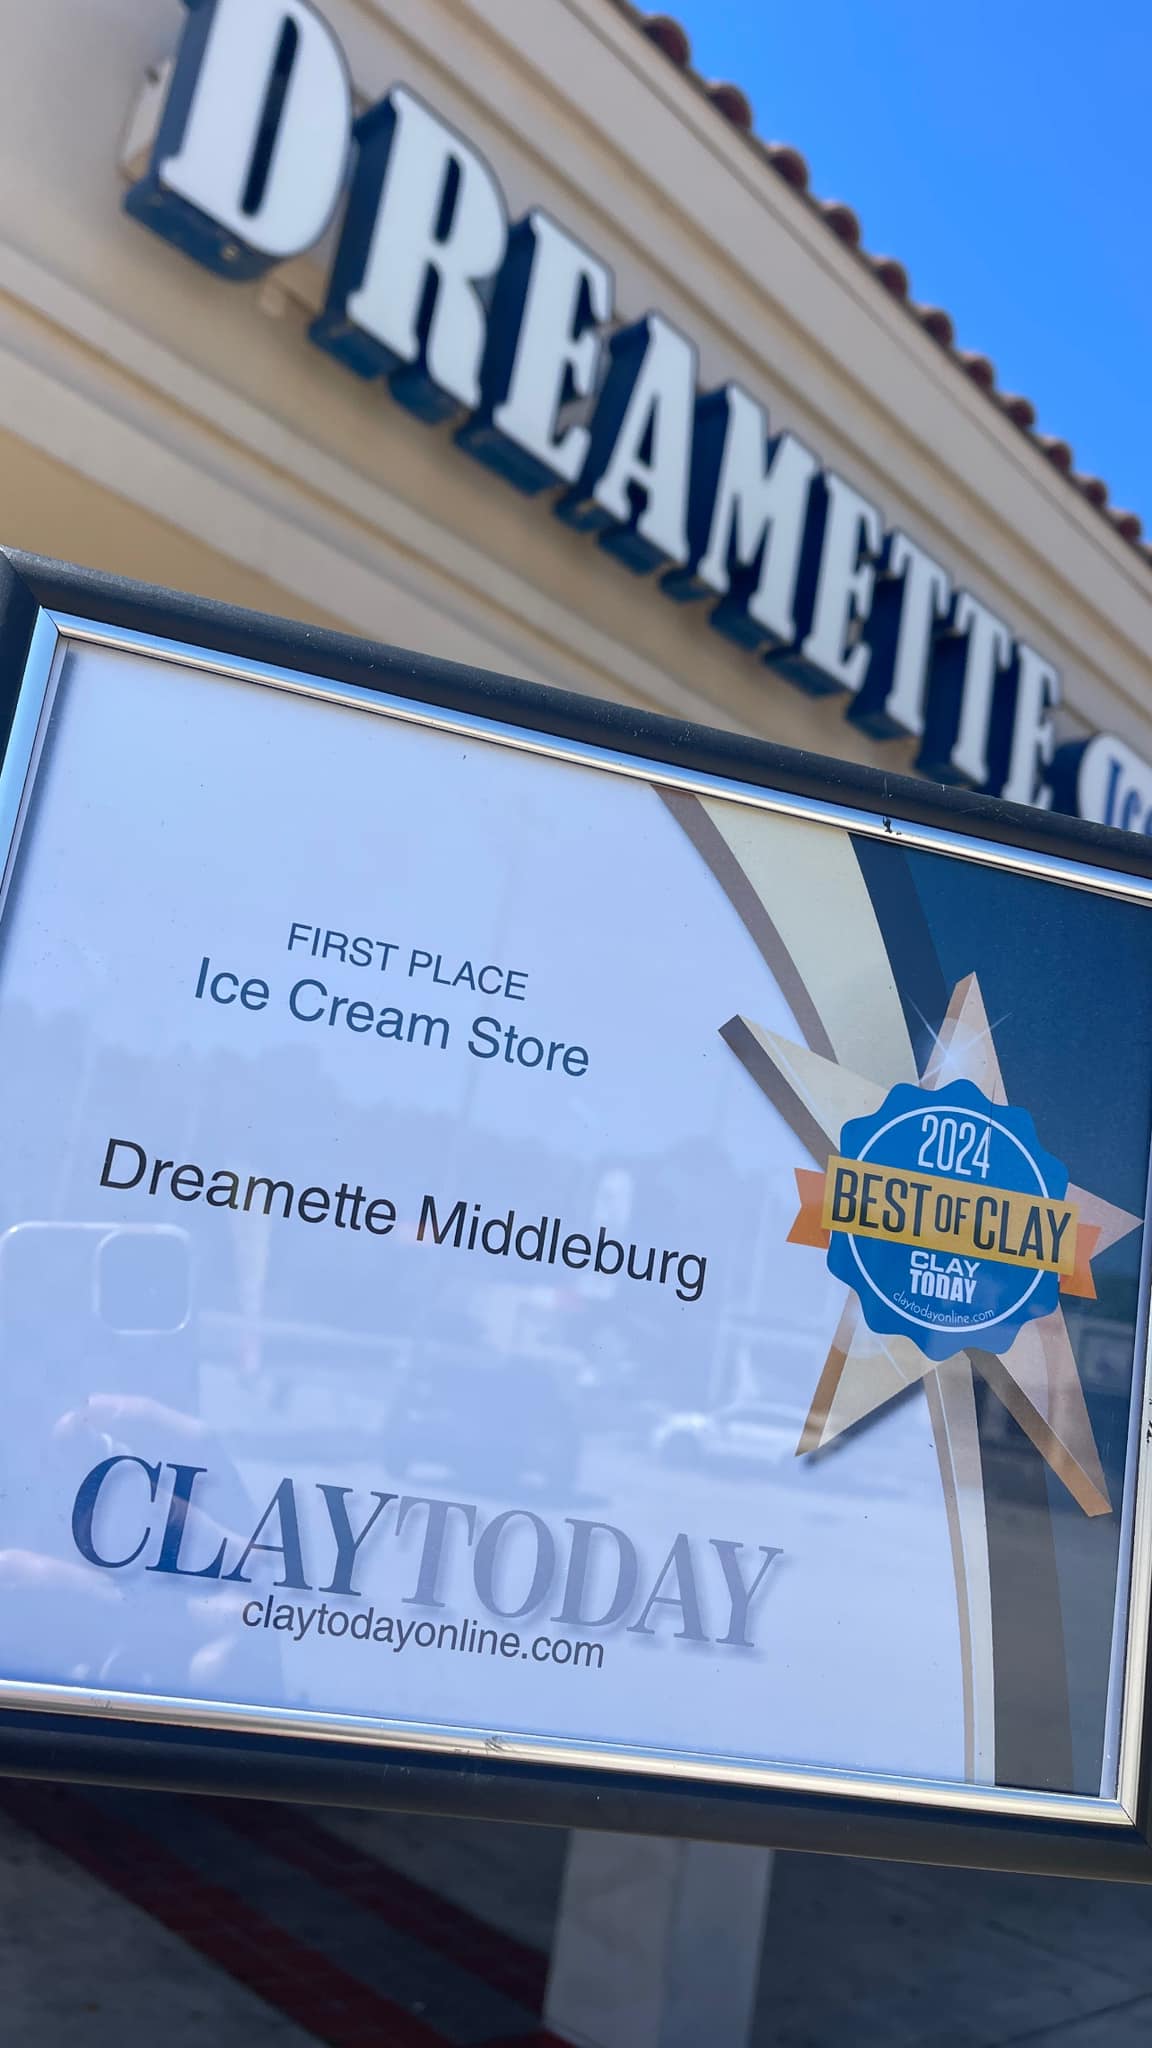 DREAMETTE
Ice
FIRST PLACE
Ice Cream Store
Dreamette Middleburg
2024
BEST OF CLAY
CLAY
TODAY
claytodayonline.com
CLAYTODAY
claytodayonline.com